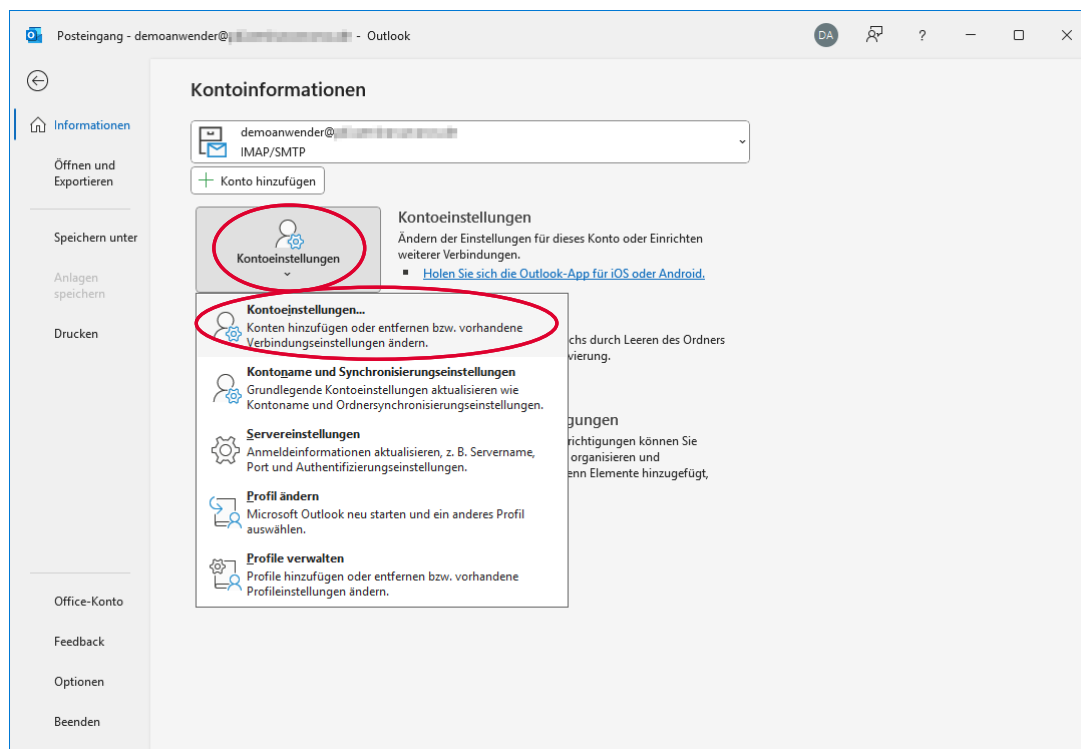 Posteingang - demoanwender@ - Outlook
DA
?
Kontoinformationen
Informationen
Öffnen und
Exportieren
Speichern unter
Anlagen
speichern
Drucken
Office-Konto
Feedback
Optionen
Beenden
demoanwender@
IMAP/SMTP
Konto hinzufügen
Kontoeinstellungen
Kontoeinstellungen
Ändern der Einstellungen für dieses Konto oder Einrichten
weiterer Verbindungen.
Holen Sie sich die Outlook-App für iOS oder Android.
Kontoeinstellungen...
Konten hinzufügen oder entfernen bzw. vorhandene
Verbindungseinstellungen ändern.
Kontoname und Synchronisierungseinstellungen
Grundlegende Kontoeinstellungen aktualisieren wie
Kontoname und Ordnersynchronisierungseinstellungen.
Servereinstellungen
Anmeldeinformationen aktualisieren, z. B. Servername,
Port und Authentifizierungseinstellungen.
Profil ändern
Microsoft Outlook neu starten und ein anderes Profil
auswählen.
Profile verwalten
Profile hinzufügen oder entfernen bzw. vorhandene
Profileinstellungen ändern.
chs durch Leeren des Ordners
vierung.
gungen
richtigungen können Sie
organisieren und
enn Elemente hinzugefügt,